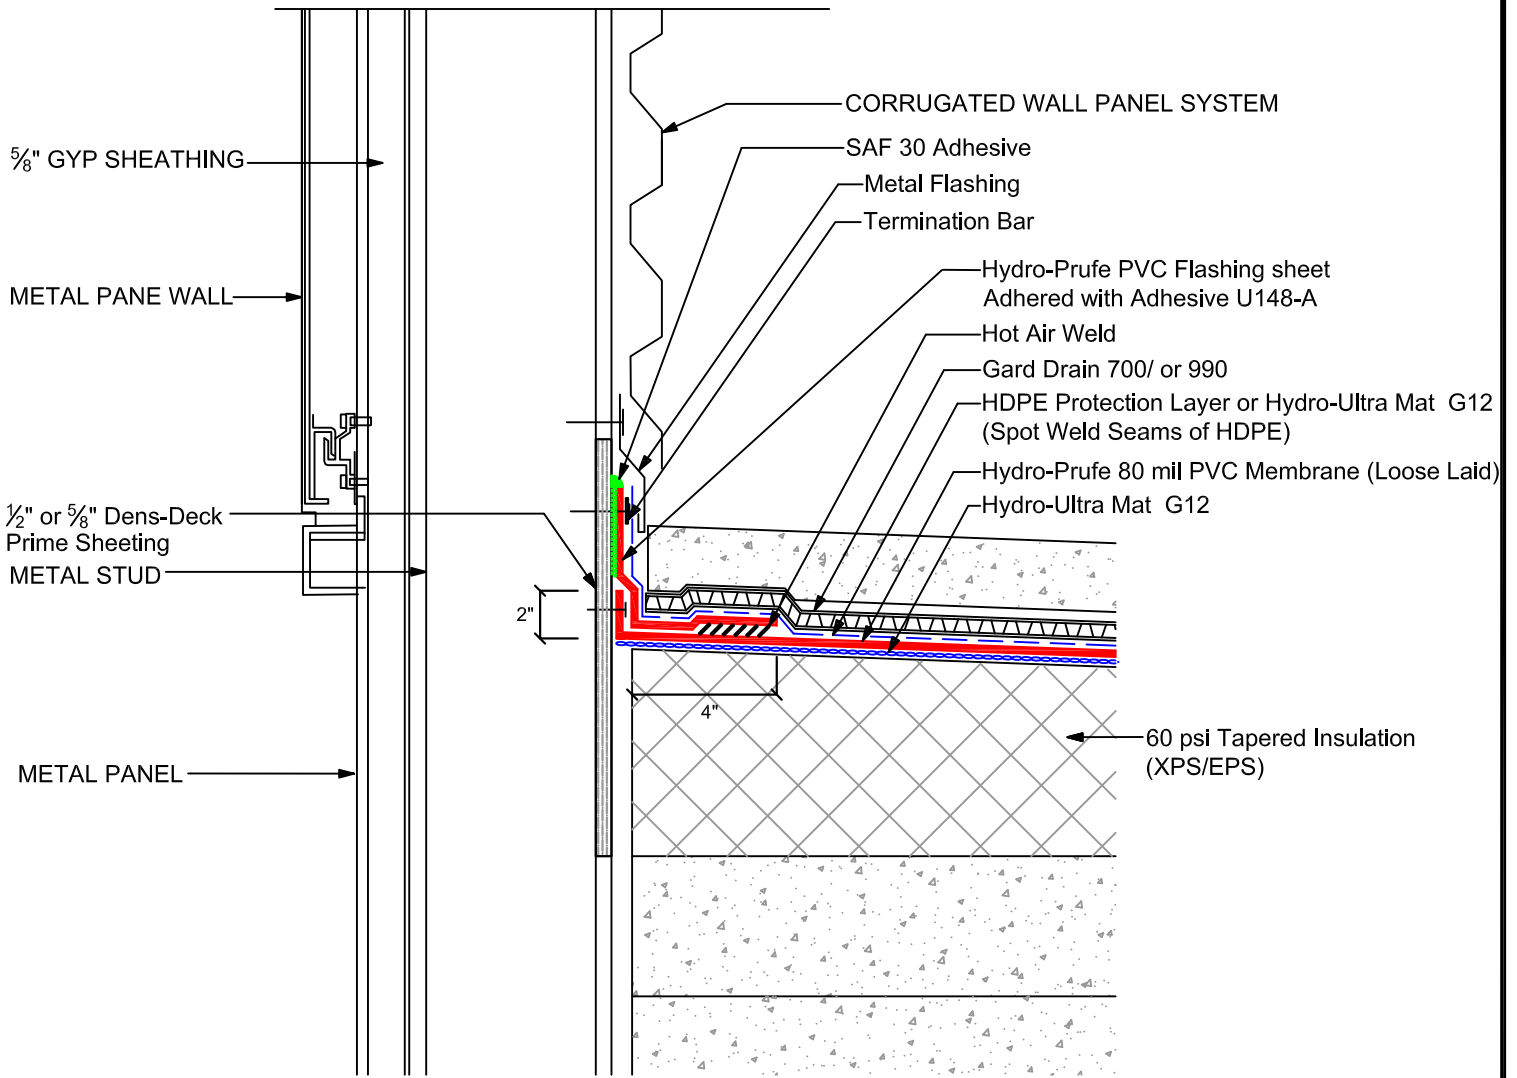 CORRUGATED WALL PANEL SYSTEM
SAF 30 Adhesive
⅝" GYP SHEATHING
Metal Flashing
Termination Bar
Hydro-Prufe PVC Flashing sheet
Adhered with Adhesive U148-A
METAL PANE WALL
Hot Air Weld
Gard Drain 700/ or 990
HDPE Protection Layer or Hydro-Ultra Mat G12
(Spot Weld Seams of HDPE)
Hydro-Prufe 80 mil PVC Membrane (Loose Laid)
Hydro-Ultra Mat G12
½" or ⅝" Dens-Deck
Prime Sheeting
METAL STUD
2"
4"
60 psi Tapered Insulation
(XPS/EPS)
METAL PANEL